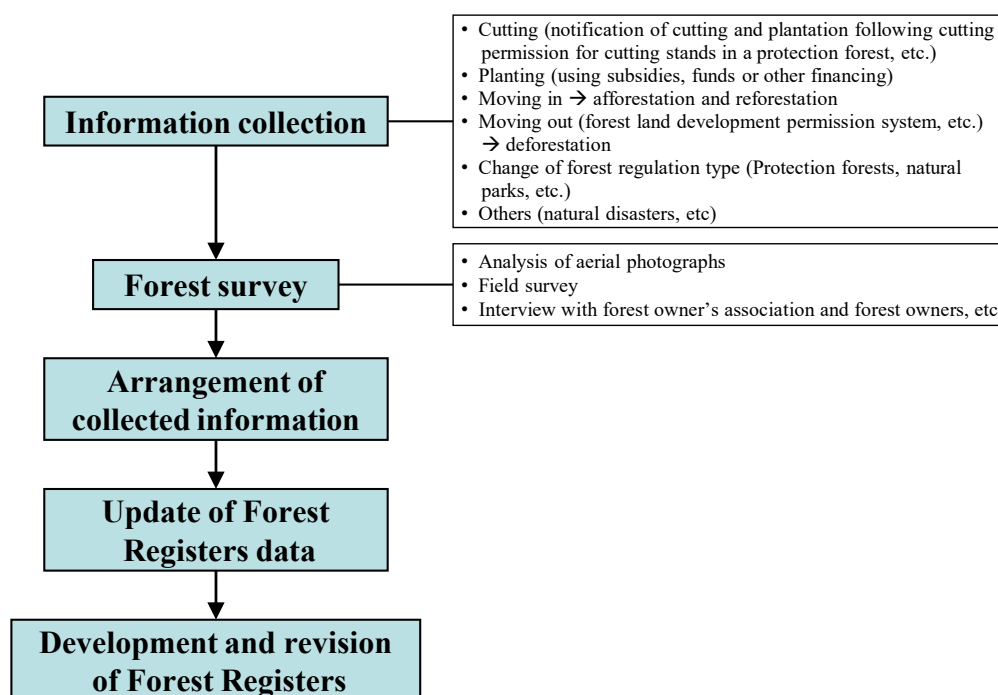 • Cutting (notification of cutting and plantation following cutting
permission for cutting stands in a protection forest, etc.)
• Planting (using subsidies, funds or other financing)
• Moving in → afforestation and reforestation
• Moving out (forest land development permission system, etc.)
→ deforestation
• Change of forest regulation type (Protection forests, natural
parks, etc.)
• Others (natural disasters, etc)
Information collection
• Analysis of aerial photographs
• Field survey
• Interview with forest owner's association and forest owners, etc
Forest survey
Arrangement of
collected information
Update of Forest
Registers data
Development and revision
of Forest Registers